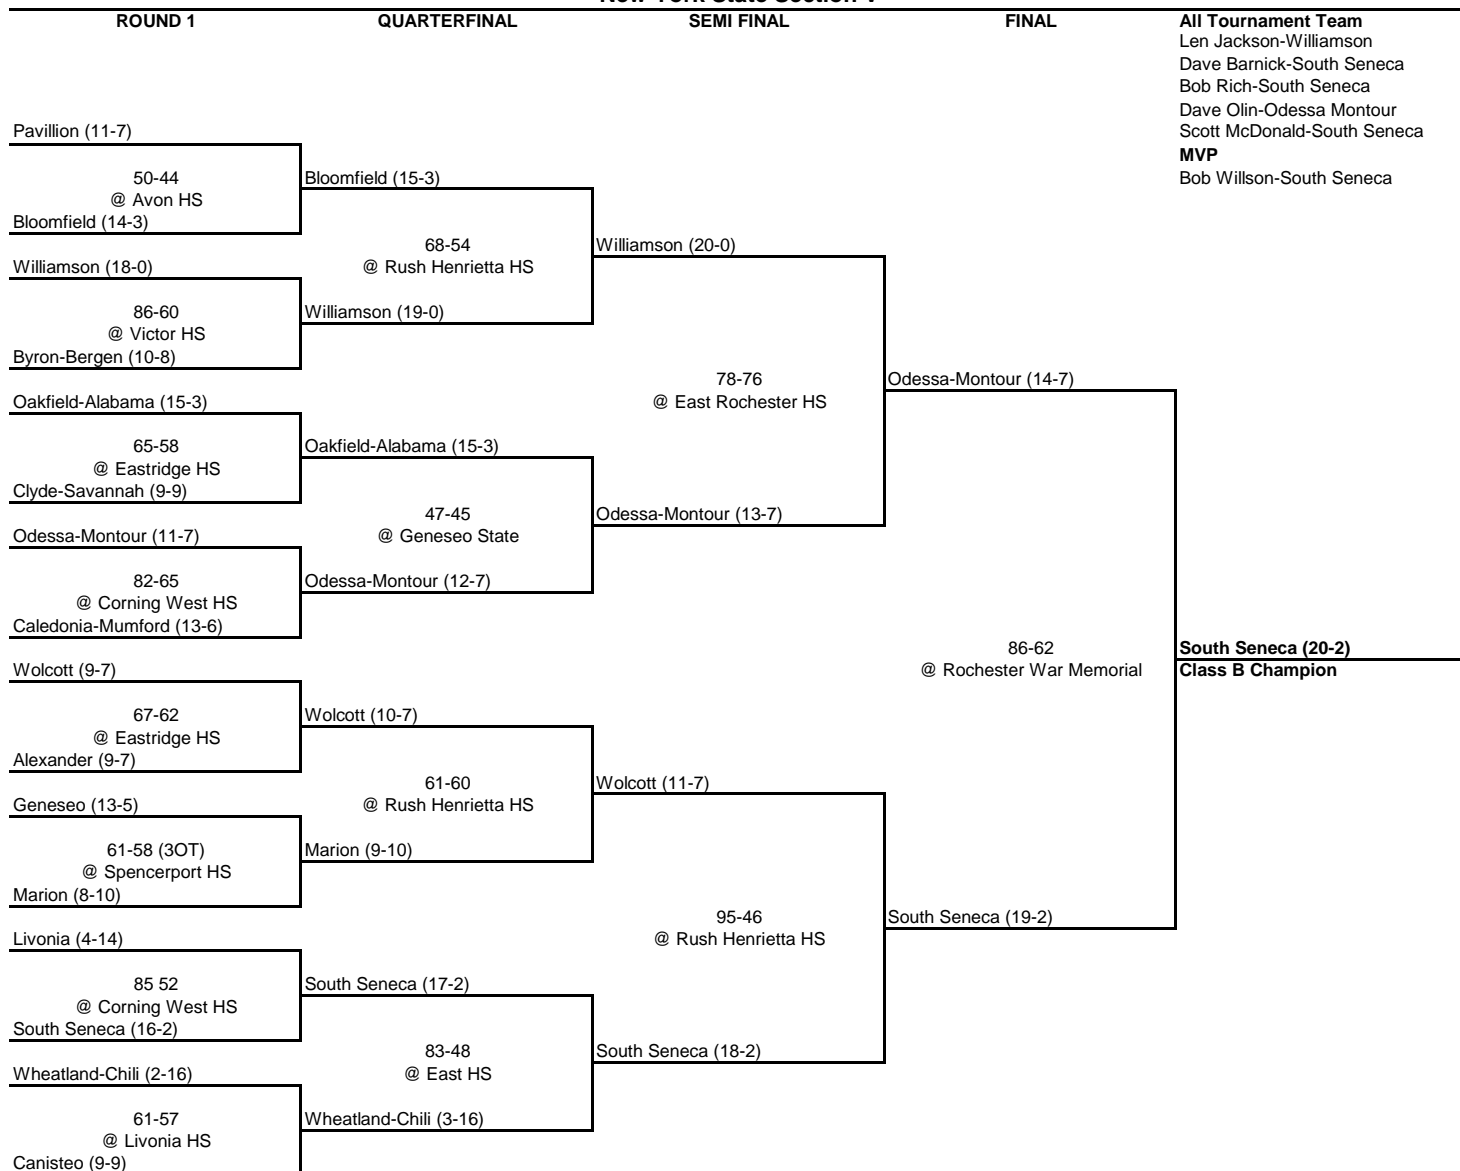 ROUND 1 QUARTERFINAL SEMI FINAL FINAL All Tournament Team
Len Jackson-Williamson
Dave Barnick-South Seneca
Bob Rich-South Seneca
Dave Olin-Odessa Montour
Scott McDonald-South Seneca
MVP
Bob Willson-South Seneca
Pavillion (11-7)
50-44
@ Avon HS
Bloomfield (14-3)
Williamson (18-0)
86-60
@ Victor HS
Byron-Bergen (10-8)
Oakfield-Alabama (15-3)
65-58
@ Eastridge HS
Clyde-Savannah (9-9)
Odessa-Montour (11-7)
82-65
@ Corning West HS
Caledonia-Mumford (13-6)
Wolcott (9-7)
67-62
@ Eastridge HS
Alexander (9-7)
Geneseo (13-5)
61-58 (3OT)
@ Spencerport HS
Marion (8-10)
Livonia (4-14)
85 52
@ Corning West HS
South Seneca (16-2)
Wheatland-Chili (2-16)
61-57
@ Livonia HS
Canisteo (9-9)
Bloomfield (15-3)
68-54
@ Rush Henrietta HS
Williamson (19-0)
Oakfield-Alabama (15-3)
47-45
@ Geneseo State
Odessa-Montour (12-7)
Wolcott (10-7)
61-60
@ Rush Henrietta HS
Marion (9-10)
South Seneca (17-2)
83-48
@ East HS
Wheatland-Chili (3-16)
Williamson (20-0)
78-76
@ East Rochester HS
Odessa-Montour (13-7)
Wolcott (11-7)
95-46
@ Rush Henrietta HS
South Seneca (18-2)
Odessa-Montour (14-7)
86-62
@ Rochester War Memorial
South Seneca (19-2)
South Seneca (20-2)
Class B Champion